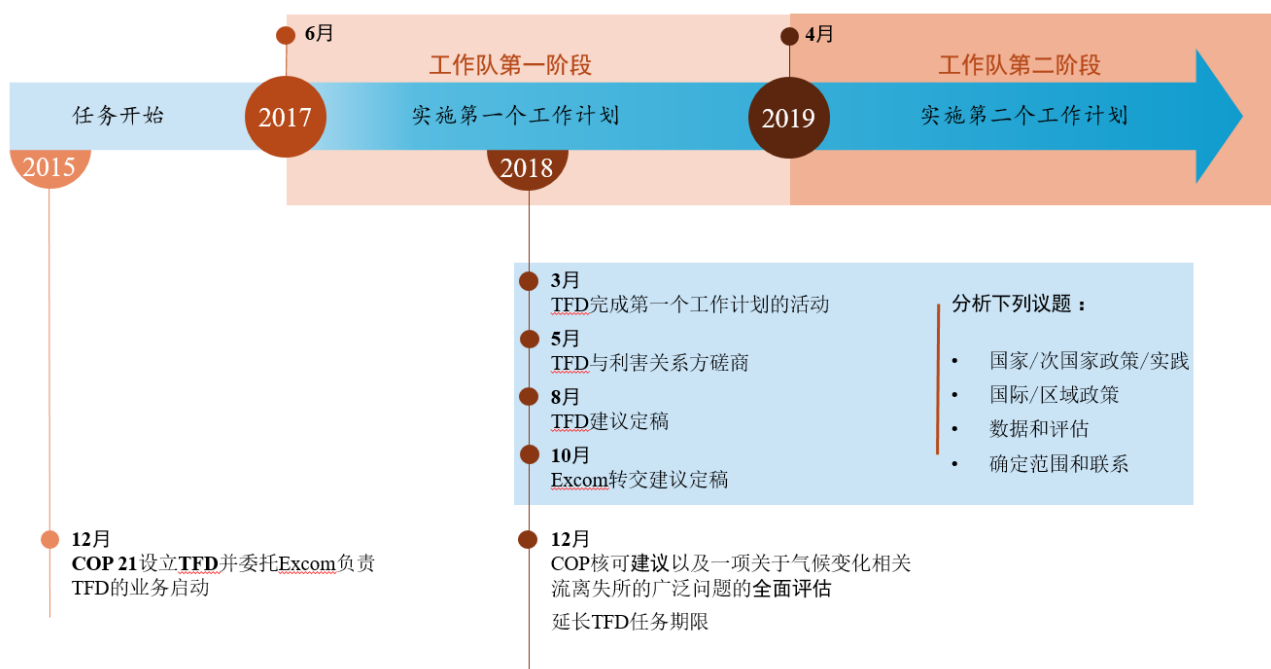 6月
4月
工作队第一阶段
工作队第二阶段
任务开始
2017
实施第一个工作计划
2019
实施第二个工作计划
2015
2018
3月
TFD完成第一个工作计划的活动
5月
TFD与利害关系方磋商
8月
TFD建议定稿
10月
Excom转交建议定稿
分析下列议题：
• 国家/次国家政策/实践
• 国际/区域政策
• 数据和评估
• 确定范围和联系
12月
COP 21设立TFD并委托Excom负责
TFD的业务启动
12月
COP核可建议以及一项关于气候变化相关
流离失所的广泛问题的全面评估
延长TFD任务期限